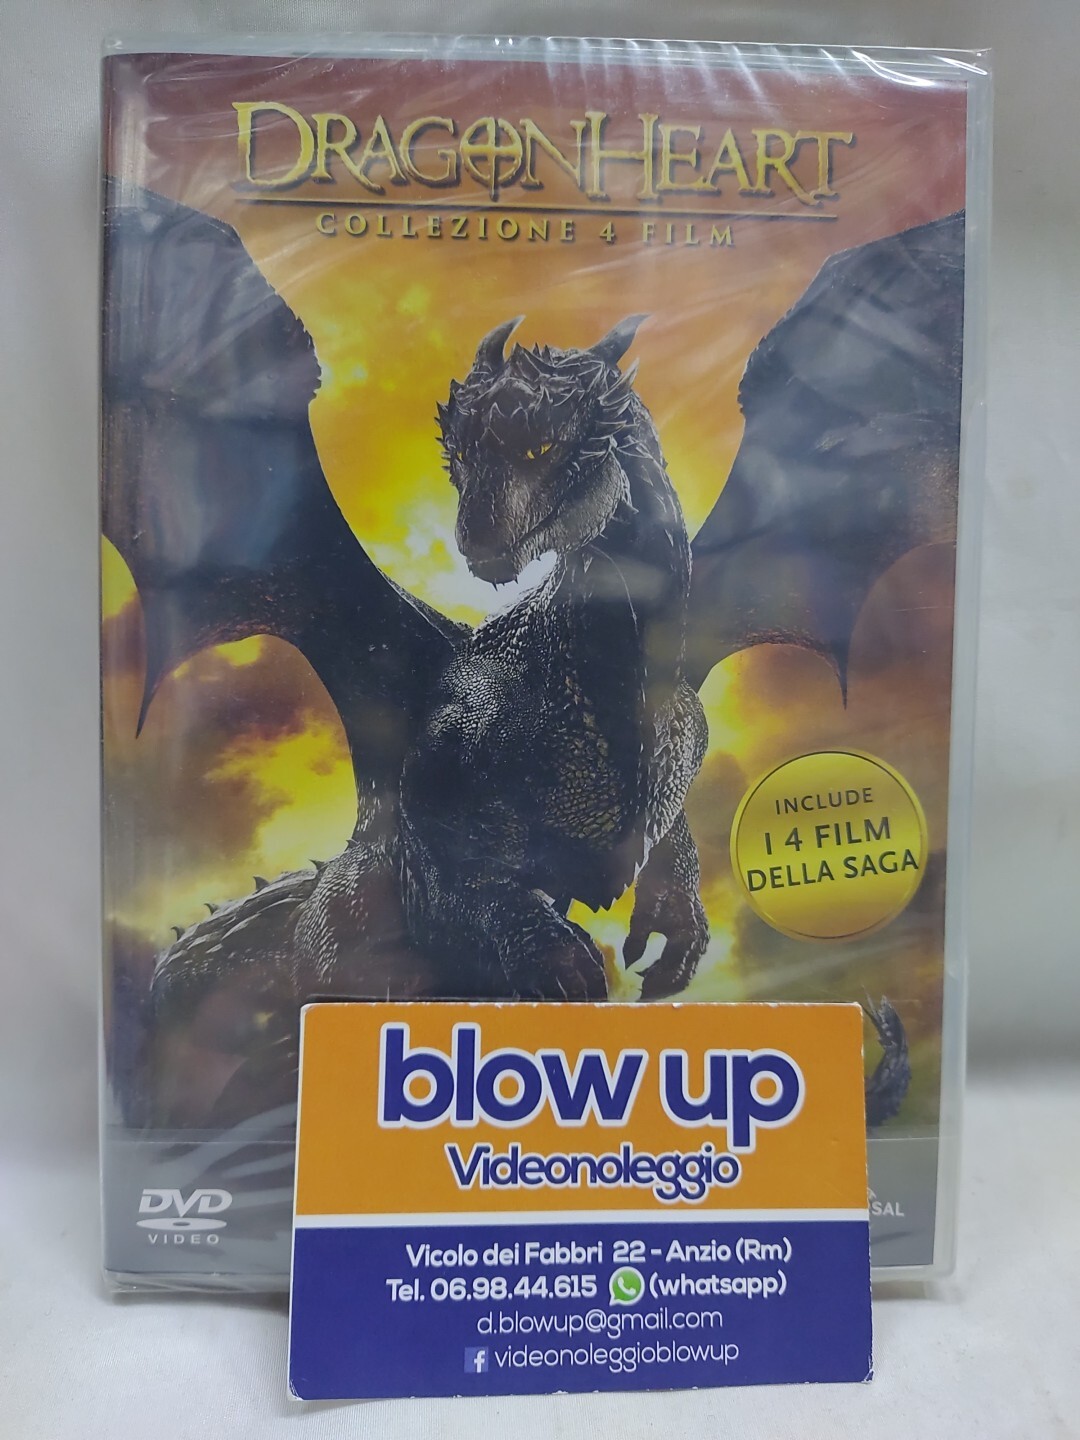 DRAGONHEART
COLLEZIONE 4 FILM
INCLUDE
I 4 FILM
DELLA SAGA
DVD
VIDEO
SAL
blow up
Videonoleggio
Vicolo dei Fabbri 22 - Anzio (Rm)
Tel. 06.98.44.615 (whatsapp)
d.blowup@gmail.com
f videonoleggioblowup